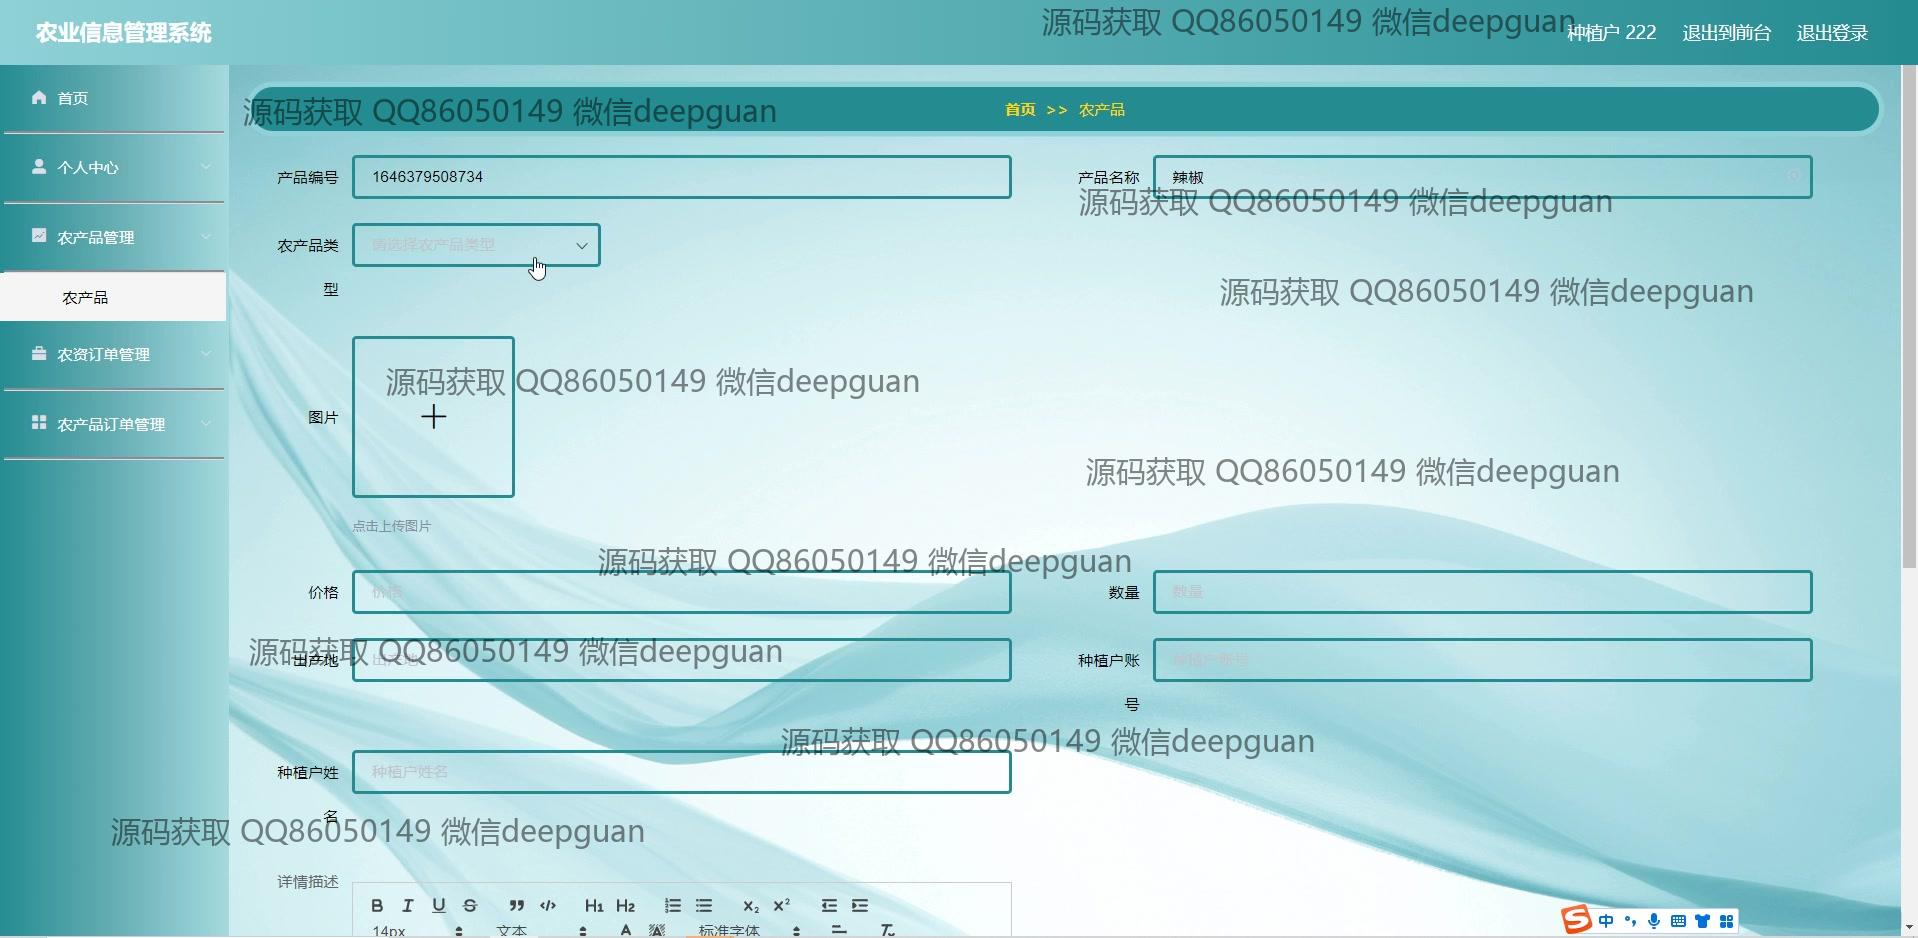 农业信息管理系统
源码获取 QQ86050149 微信deepguan
种植户 222
退出到前台
退出登录
首页
源码获取 QQ86050149 微信deepguan
首页 >> 农产品
个人中心
产品编号
1646379508734
产品名称
辣椒
源码获取 QQ86050149 微信deepguan
农产品管理
农产品类型
请选择农产品类型
农产品
源码获取 QQ86050149 微信deepguan
农资订单管理
源码获取 QQ86050149 微信deepguan
农产品订单管理
图片
源码获取 QQ86050149 微信deepguan
点击上传图片
源码获取 QQ86050149 微信deepguan
价格
价格
数量
数量
源码获取 QQ86050149 微信deepguan
出产地
出产地
种植户账号
种植户账号
源码获取 QQ86050149 微信deepguan
种植户姓名
种植户姓名
源码获取 QQ86050149 微信deepguan
详情描述
B I U S ” </> H1 H2 X₂ X²
14px 文本 A 标准字体
中